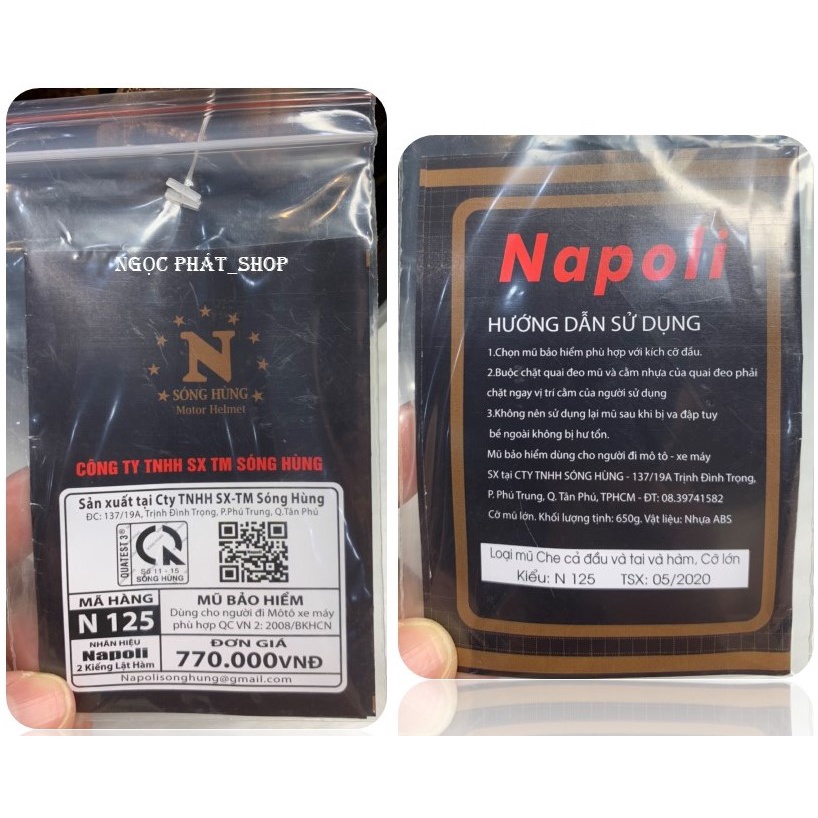 NGỌC PHÁT_SHOP
N
SÓNG HÙNG
Motor Helmet
CÔNG TY TNHH SX TM SÓNG HÙNG
Sản xuất tại Cty TNHH SX-TM Sóng Hùng
ĐC: 137/19A, Trịnh Đình Trọng, P.Phú Trung, Q.Tân Phú
QUATEST 3®
Số 11 - 15
SÓNG HÙNG
MÃ HÀNG
N 125
NHÃN HIỆU
Napoli
2 Kiếng Lật Hàm
MŨ BẢO HIỂM
Dùng cho người đi Môtô xe máy
phù hợp QC VN 2: 2008/BKHCN
ĐƠN GIÁ
770.000VNĐ
Napolisonghung@gmail.com
Napoli
HƯỚNG DẪN SỬ DỤNG
1.Chọn mũ bảo hiểm phù hợp với kích cỡ đầu.
2.Buộc chặt quai đeo mũ và cằm nhựa của quai đeo phải
chặt ngay vị trí cằm của người sử dụng
3.Không nên sử dụng lại mũ sau khi bị va đập tuy
bề ngoài không bị hư tổn.
Mũ bảo hiểm dùng cho người đi mô tô - xe máy
SX tại CTY TNHH SÓNG HÙNG - 137/19A Trịnh Đình Trọng,
P. Phú Trung, Q. Tân Phú, TPHCM - ĐT: 08.39741582
Cỡ mũ lớn. Khối lượng tịnh: 650g. Vật liệu: Nhựa ABS
Loại mũ Che cả đầu và tai và hàm, Cỡ lớn
Kiểu: N 125 TSX: 05/2020